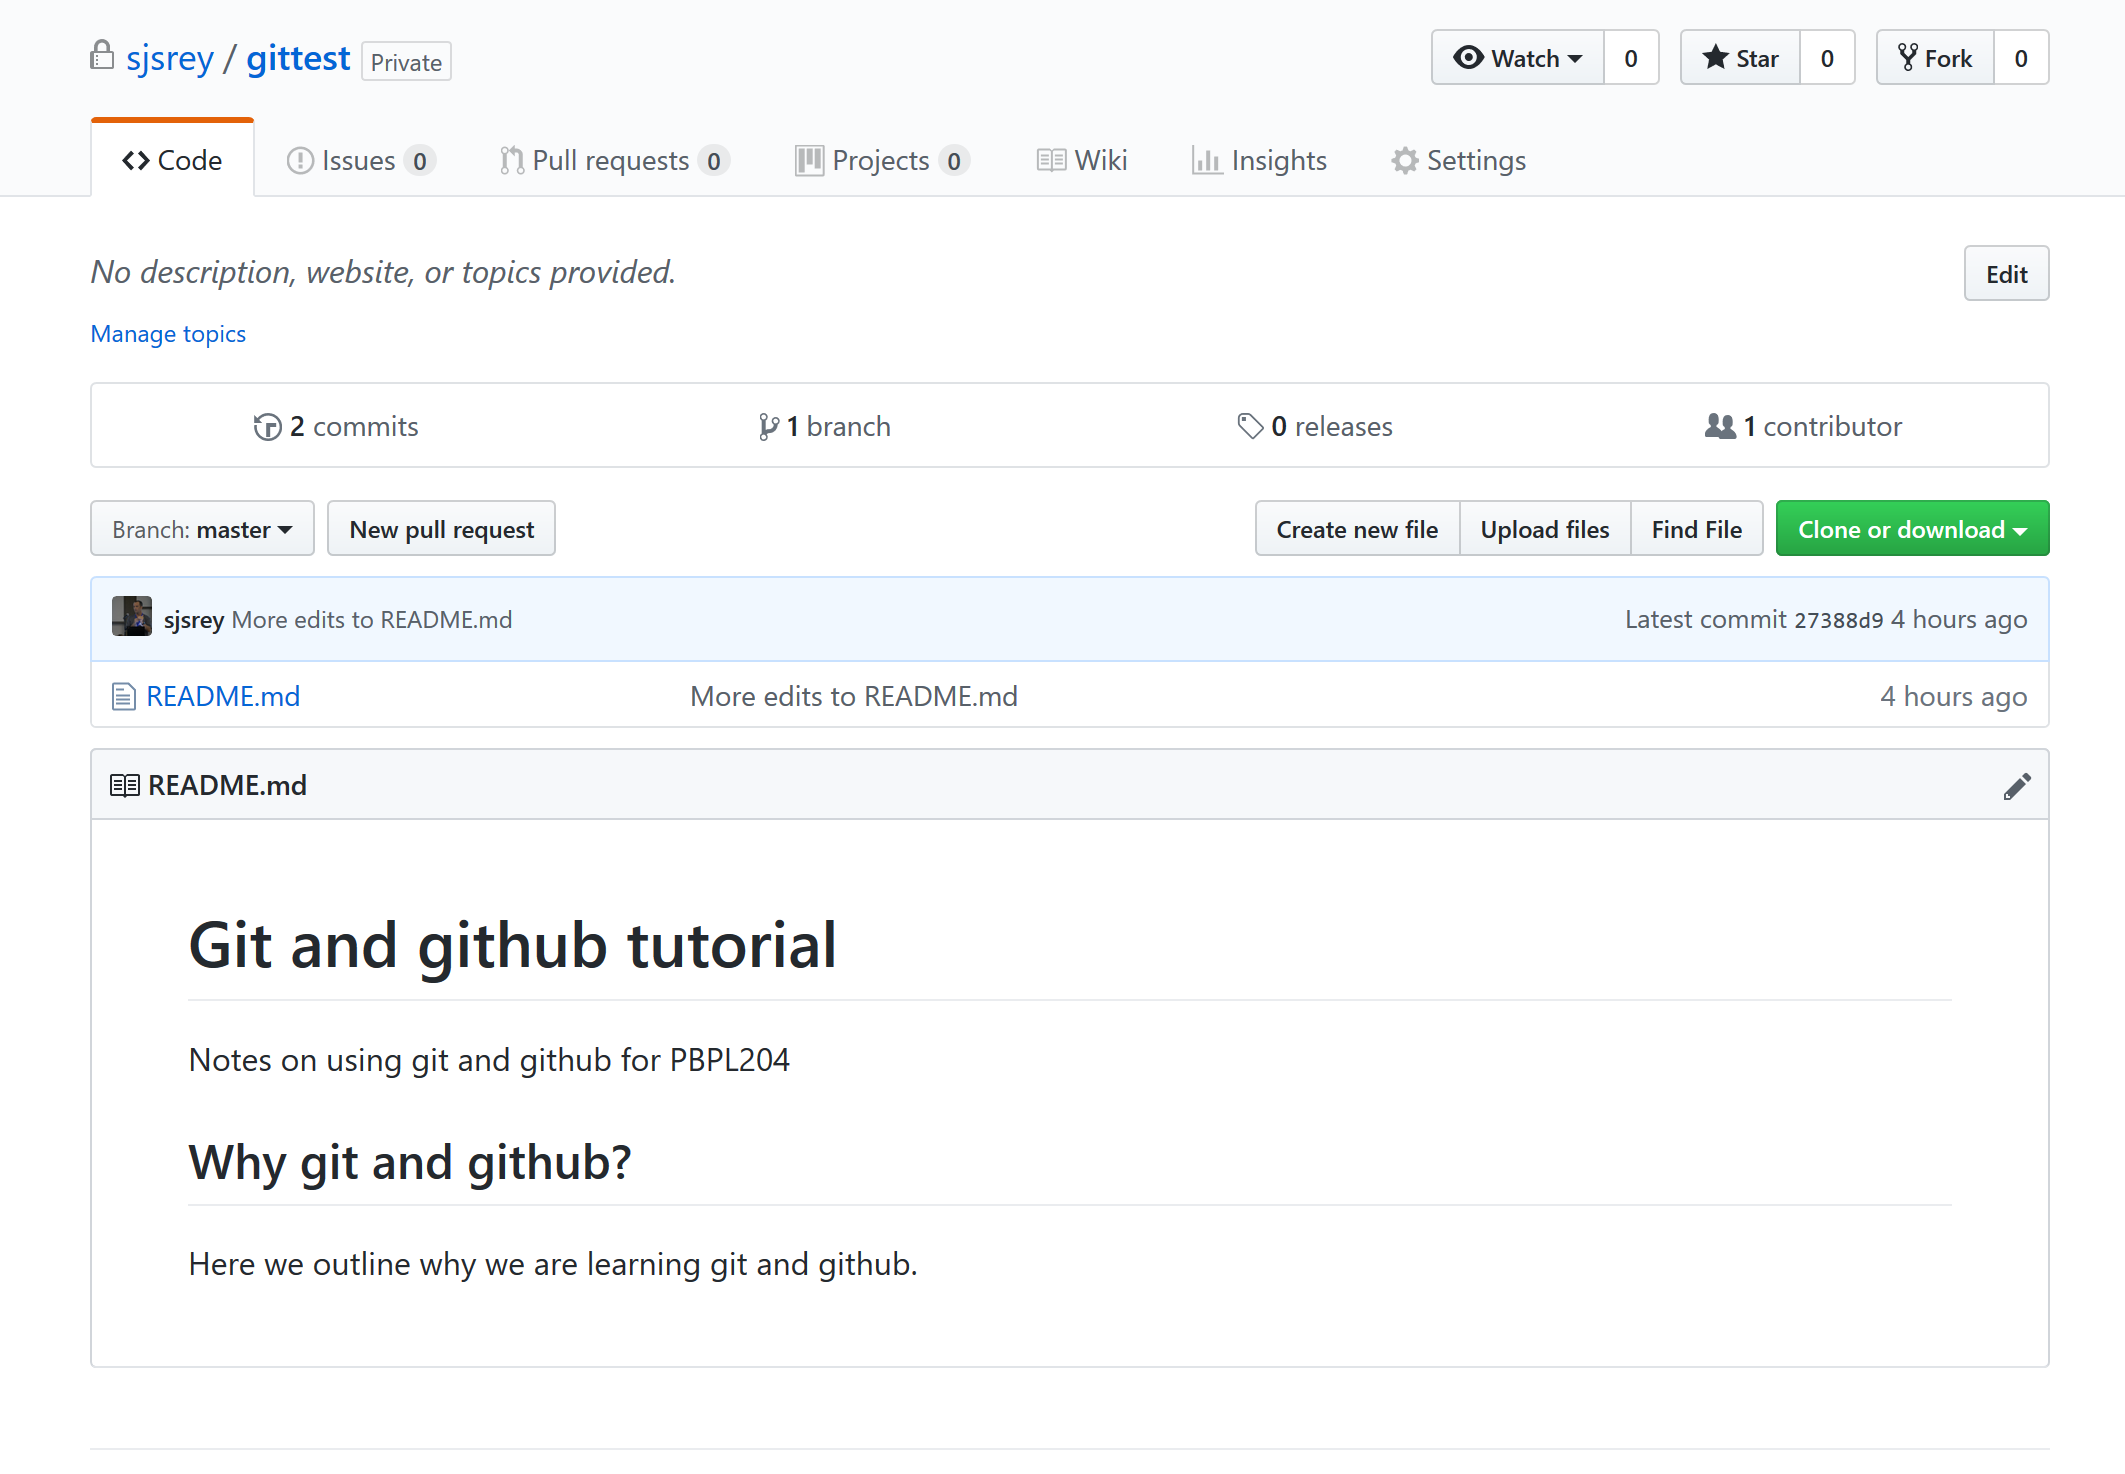 sjsrey / gittest Private Watch 0 Star 0 Fork 0
Code Issues 0 Pull requests 0 Projects 0 Wiki Insights Settings
No description, website, or topics provided. Edit
Manage topics
2 commits 1 branch 0 releases 1 contributor
Branch: master New pull request Create new file Upload files Find File Clone or download
sjsrey More edits to README.md Latest commit 27388d9 4 hours ago
README.md More edits to README.md 4 hours ago
README.md
Git and github tutorial
Notes on using git and github for PBPL204
Why git and github?
Here we outline why we are learning git and github.